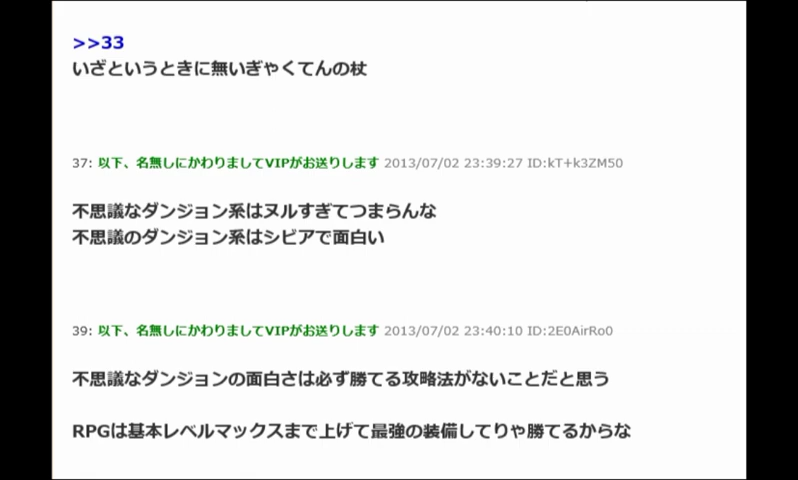 >>33
いざというときに無いぎゃくてんの杖
37: 以下、名無しにかわりましてVIPがお送りします 2013/07/02 23:39:27 ID:kT+k3ZM50
不思議なダンジョン系はヌルすぎてつまらんな
不思議のダンジョン系はシビアで面白い
39: 以下、名無しにかわりましてVIPがお送りします 2013/07/02 23:40:10 ID:2E0AirRo0
不思議なダンジョンの面白さは必ず勝てる攻略法がないことだと思う
RPGは基本レベルマックスまで上げて最強の装備してりゃ勝てるからな